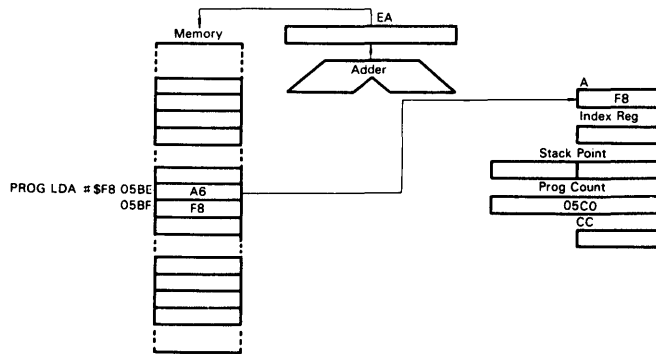 EA
Memory
Adder
A
F8
Index Reg
Stack Point
PROG LDA #$F8 05BE
A6
Prog Count
05BF
F8
05C0
CC